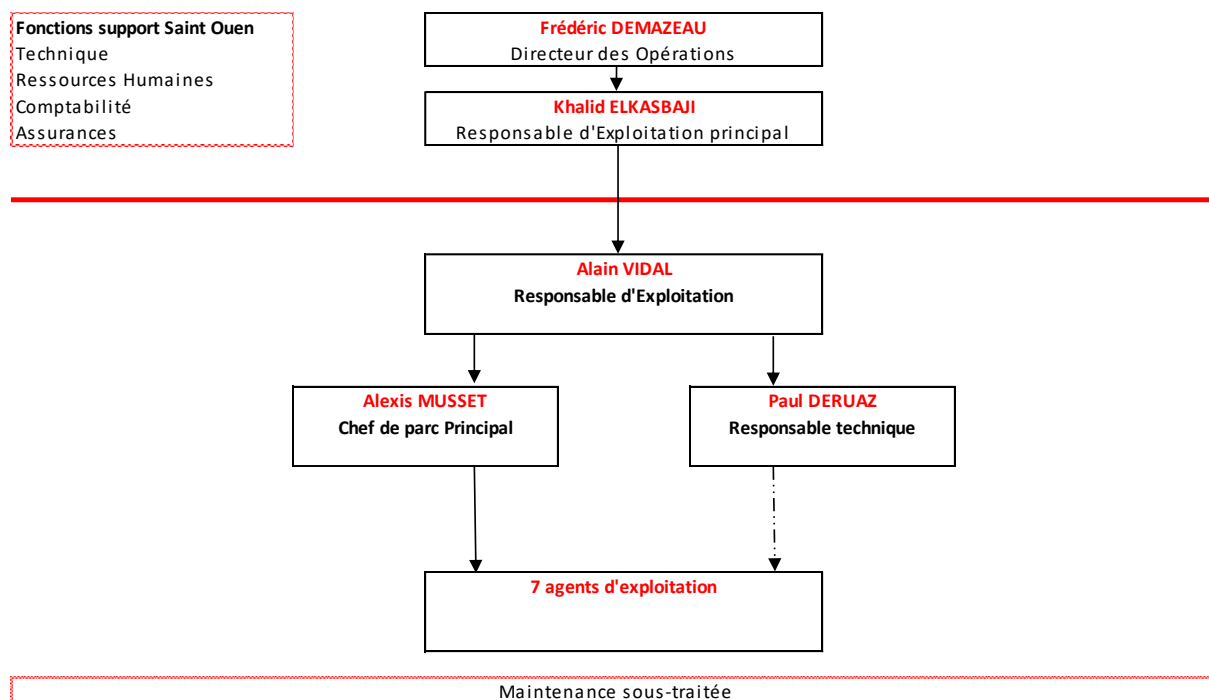 Fonctions support Saint Ouen
Technique
Ressources Humaines
Comptabilité
Assurances
Frédéric DEMAZEAU
Directeur des Opérations
Khalid ELKASBAJI
Responsable d'Exploitation principal
Alain VIDAL
Responsable d'Exploitation
Alexis MUSSET
Chef de parc Principal
Paul DERUAZ
Responsable technique
7 agents d'exploitation
Maintenance sous-traitée